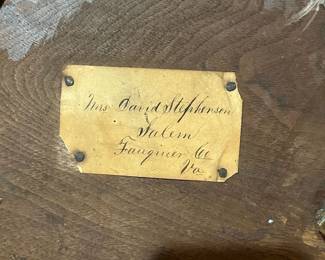 Mrs David Stephenson
Salem
Fauquier Co
Va